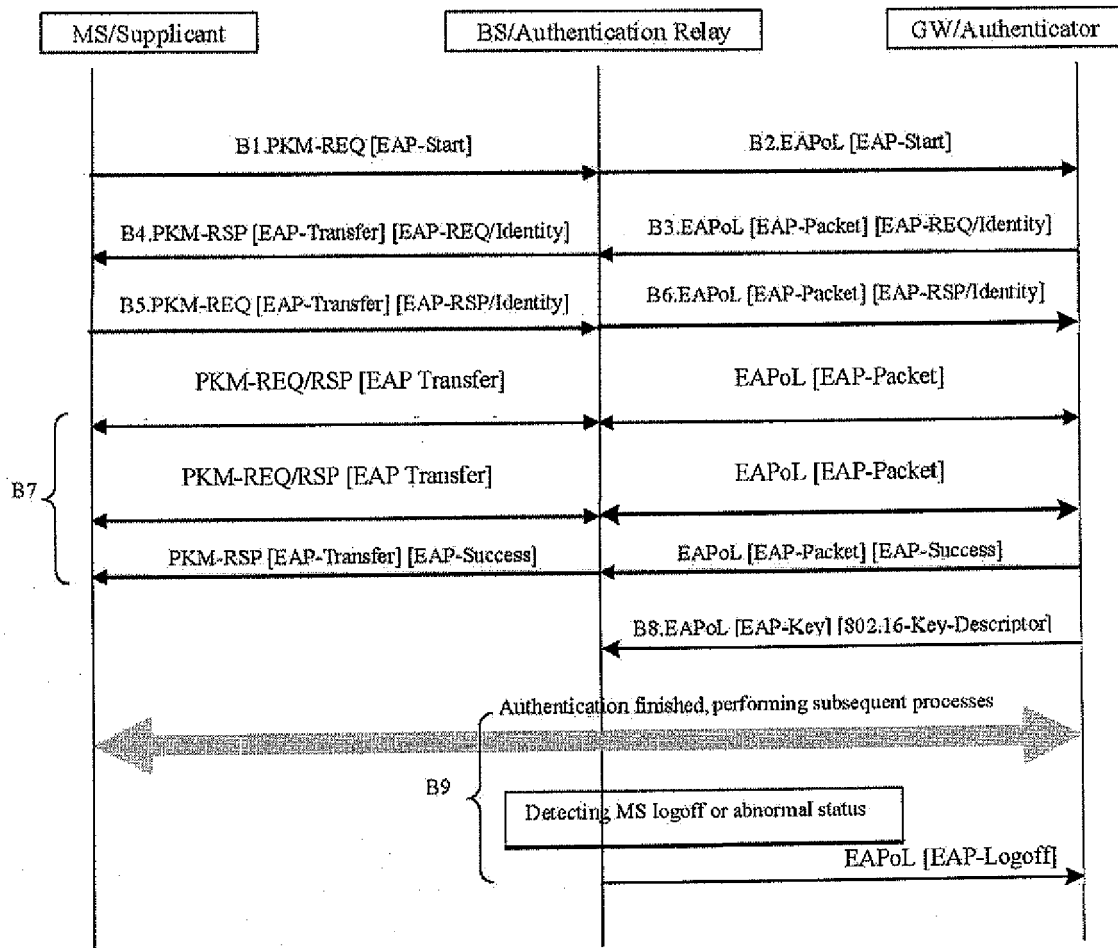 MS/Supplicant
BS/Authentication Relay
GW/Authenticator
B1.PKM-REQ [EAP-Start]
B2.EAPoL [EAP-Start]
B4.PKM-RSP [EAP-Transfer] [EAP-REQ/Identity]
B3.EAPoL [EAP-Packet] [EAP-REQ/Identity]
B5.PKM-REQ [EAP-Transfer] [EAP-RSP/Identity]
B6.EAPoL [EAP-Packet] [EAP-RSP/Identity]
PKM-REQ/RSP [EAP Transfer]
EAPoL [EAP-Packet]
B7
PKM-REQ/RSP [EAP Transfer]
EAPoL [EAP-Packet]
PKM-RSP [EAP-Transfer] [EAP-Success]
EAPoL [EAP-Packet] [EAP-Success]
B8.EAPoL [EAP-Key] [802.16-Key-Descriptor]
Authentication finished, performing subsequent processes
B9
Detecting MS logoff or abnormal status
EAPoL [EAP-Logoff]